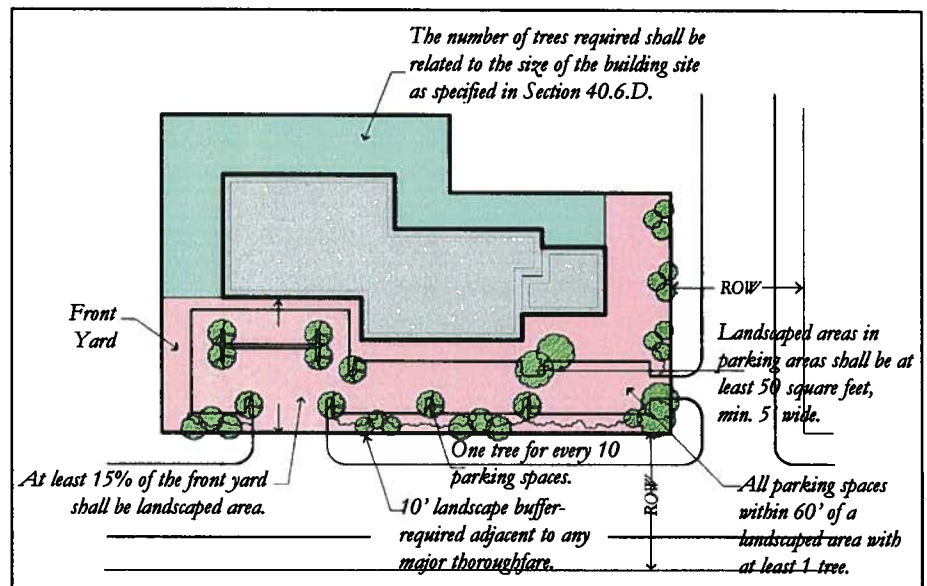 The number of trees required shall be
related to the size of the building site
as specified in Section 40.6.D.
ROW
Front
Yard
Landscaped areas in
parking areas shall be at
least 50 square feet,
min. 5' wide.
One tree for every 10
parking spaces.
At least 15% of the front yard
shall be landscaped area.
10' landscape buffer-
required adjacent to any
major thoroughfare.
ROW
All parking spaces
within 60' of a
landscaped area with
at least 1 tree.